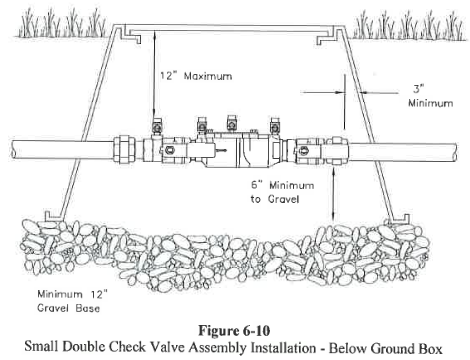 12" Maximum
3"
Minimum
6" Minimum
to Gravel
Minimum 12"
Gravel Base
Figure 6-10
Small Double Check Valve Assembly Installation - Below Ground Box